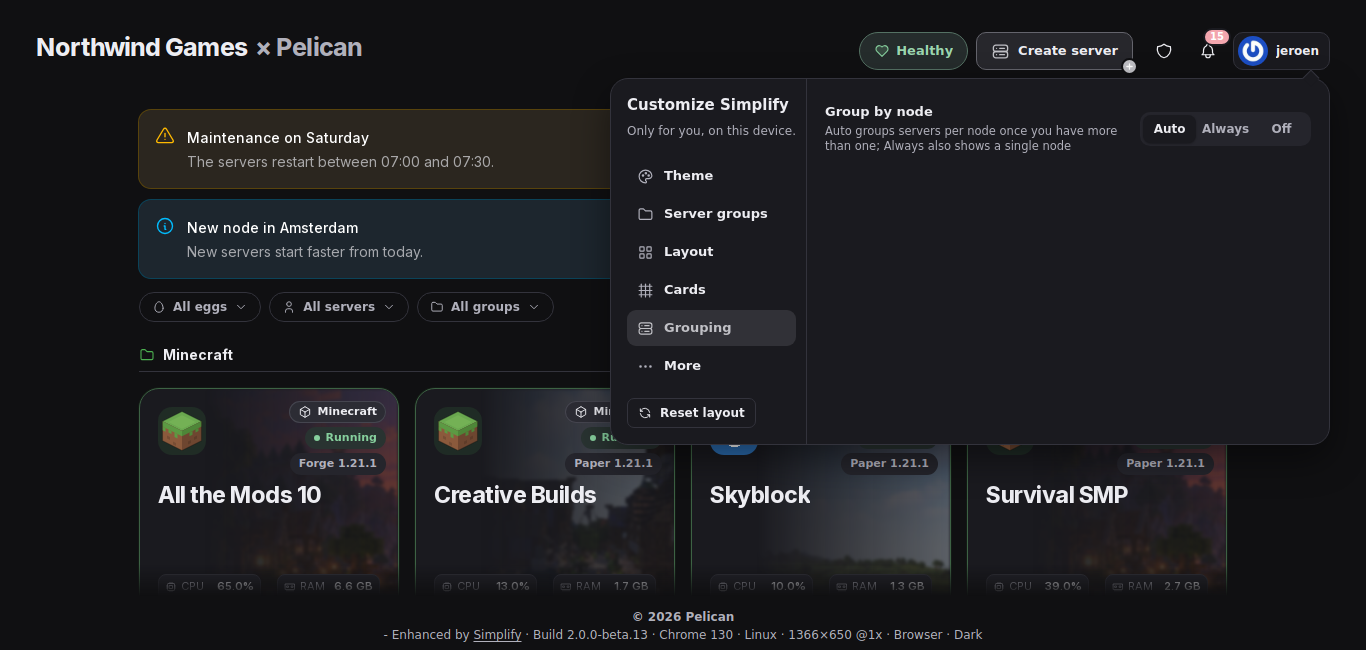 Northwind Games × Pelican
Healthy
Create server
15
jeroen
Maintenance on Saturday
The servers restart between 07:00 and 07:30.
New node in Amsterdam
New servers start faster from today.
All eggs
All servers
All groups
Customize Simplify
Only for you, on this device.
Theme
Server groups
Layout
Cards
Grouping
More
Reset layout
Group by node
Auto groups servers per node once you have more
than one; Always also shows a single node
Auto
Always
Off
Minecraft
Minecraft
Running
Forge 1.21.1
All the Mods 10
CPU 65.0%
RAM 6.6 GB
Paper 1.21.1
Creative Builds
CPU 13.0%
RAM 1.7 GB
Paper 1.21.1
Skyblock
CPU 10.0%
RAM 1.3 GB
Paper 1.21.1
Survival SMP
CPU 39.0%
RAM 2.7 GB
© 2026 Pelican
- Enhanced by Simplify · Build 2.0.0-beta.13 · Chrome 130 · Linux · 1366×650 @1x · Browser · Dark